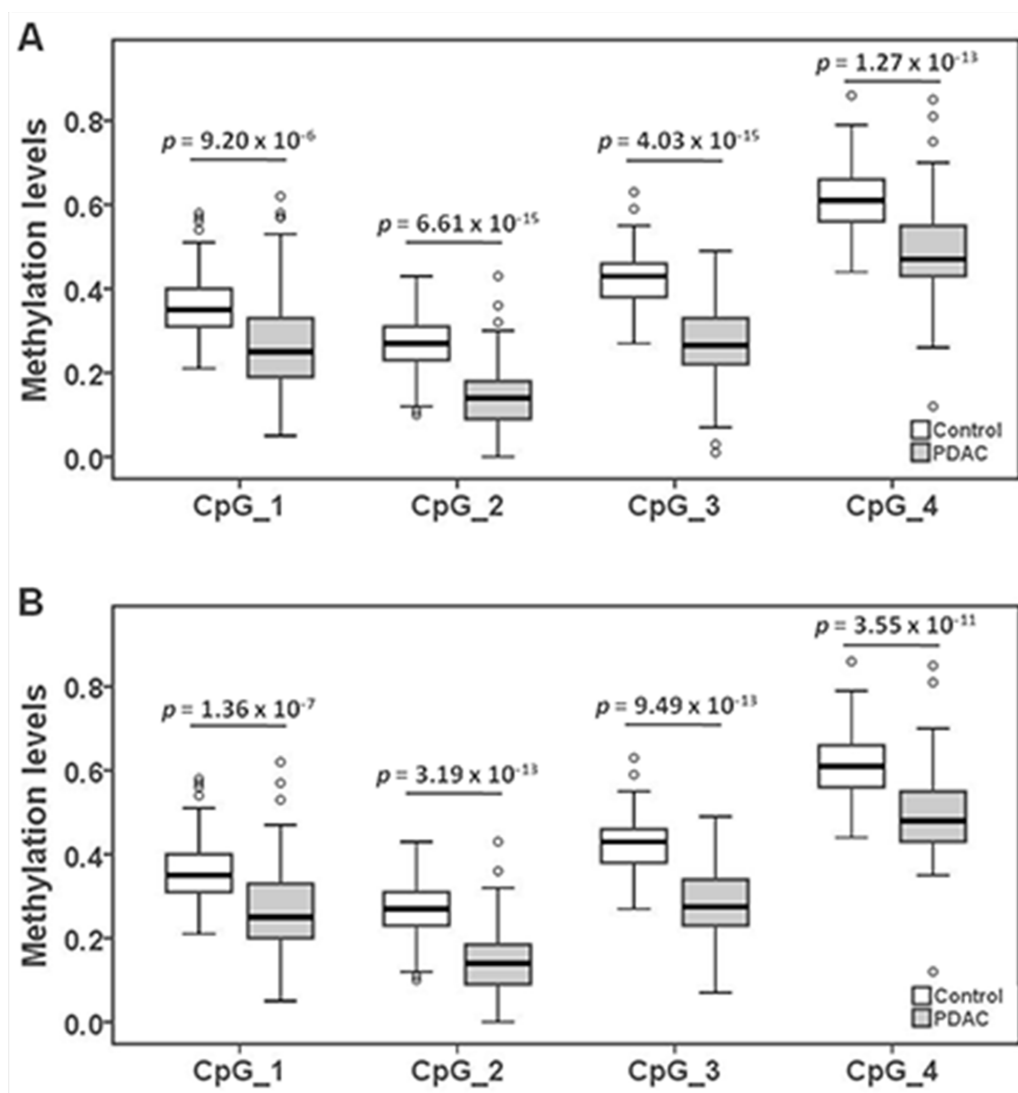 A
Methylation levels
p = 1.27 x 10⁻¹³
p = 9.20 x 10⁻⁶
p = 4.03 x 10⁻¹⁵
p = 6.61 x 10⁻¹⁵
0.8
0.6
0.4
0.2
0.0
Control
PDAC
CpG_1 CpG_2 CpG_3 CpG_4
B
Methylation levels
p = 3.55 x 10⁻¹¹
p = 1.36 x 10⁻⁷
p = 9.49 x 10⁻¹³
p = 3.19 x 10⁻¹³
0.8
0.6
0.4
0.2
0.0
Control
PDAC
CpG_1 CpG_2 CpG_3 CpG_4